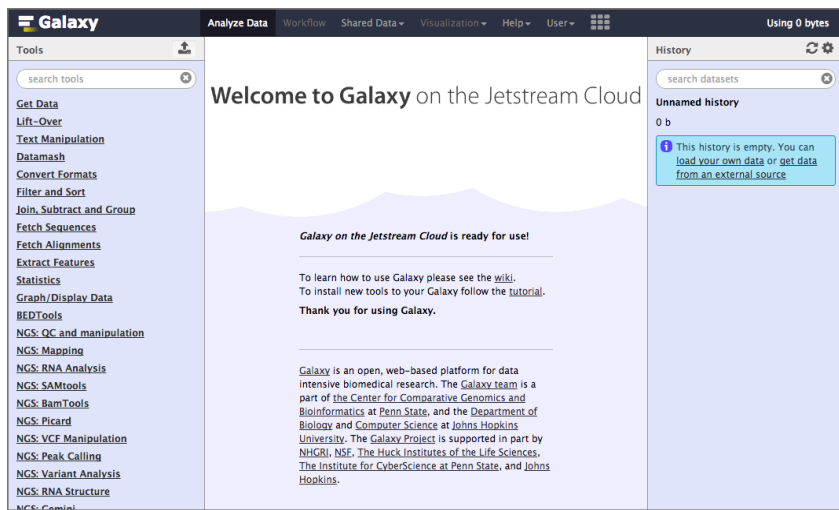 Galaxy
Analyze Data Workflow Shared Data Visualization Help User
Using 0 bytes
Tools
search tools
Get Data
Lift-Over
Text Manipulation
Datamash
Convert Formats
Filter and Sort
Join, Subtract and Group
Fetch Sequences
Fetch Alignments
Extract Features
Statistics
Graph/Display Data
BEDTools
NGS: QC and manipulation
NGS: Mapping
NGS: RNA Analysis
NGS: SAMtools
NGS: BamTools
NGS: Picard
NGS: VCF Manipulation
NGS: Peak Calling
NGS: Variant Analysis
NGS: RNA Structure
NGS: Gemini
Welcome to Galaxy on the Jetstream Cloud
Galaxy on the Jetstream Cloud is ready for use!
To learn how to use Galaxy please see the wiki.
To install new tools to your Galaxy follow the tutorial.
Thank you for using Galaxy.
Galaxy is an open, web-based platform for data
intensive biomedical research. The Galaxy team is a
part of the Center for Comparative Genomics and
Bioinformatics at Penn State, and the Department of
Biology and Computer Science at Johns Hopkins
University. The Galaxy Project is supported in part by
NHGRI, NSF, The Huck Institutes of the Life Sciences,
The Institute for CyberScience at Penn State, and Johns
Hopkins.
History
search datasets
Unnamed history
0 b
This history is empty. You can
load your own data or get data
from an external source